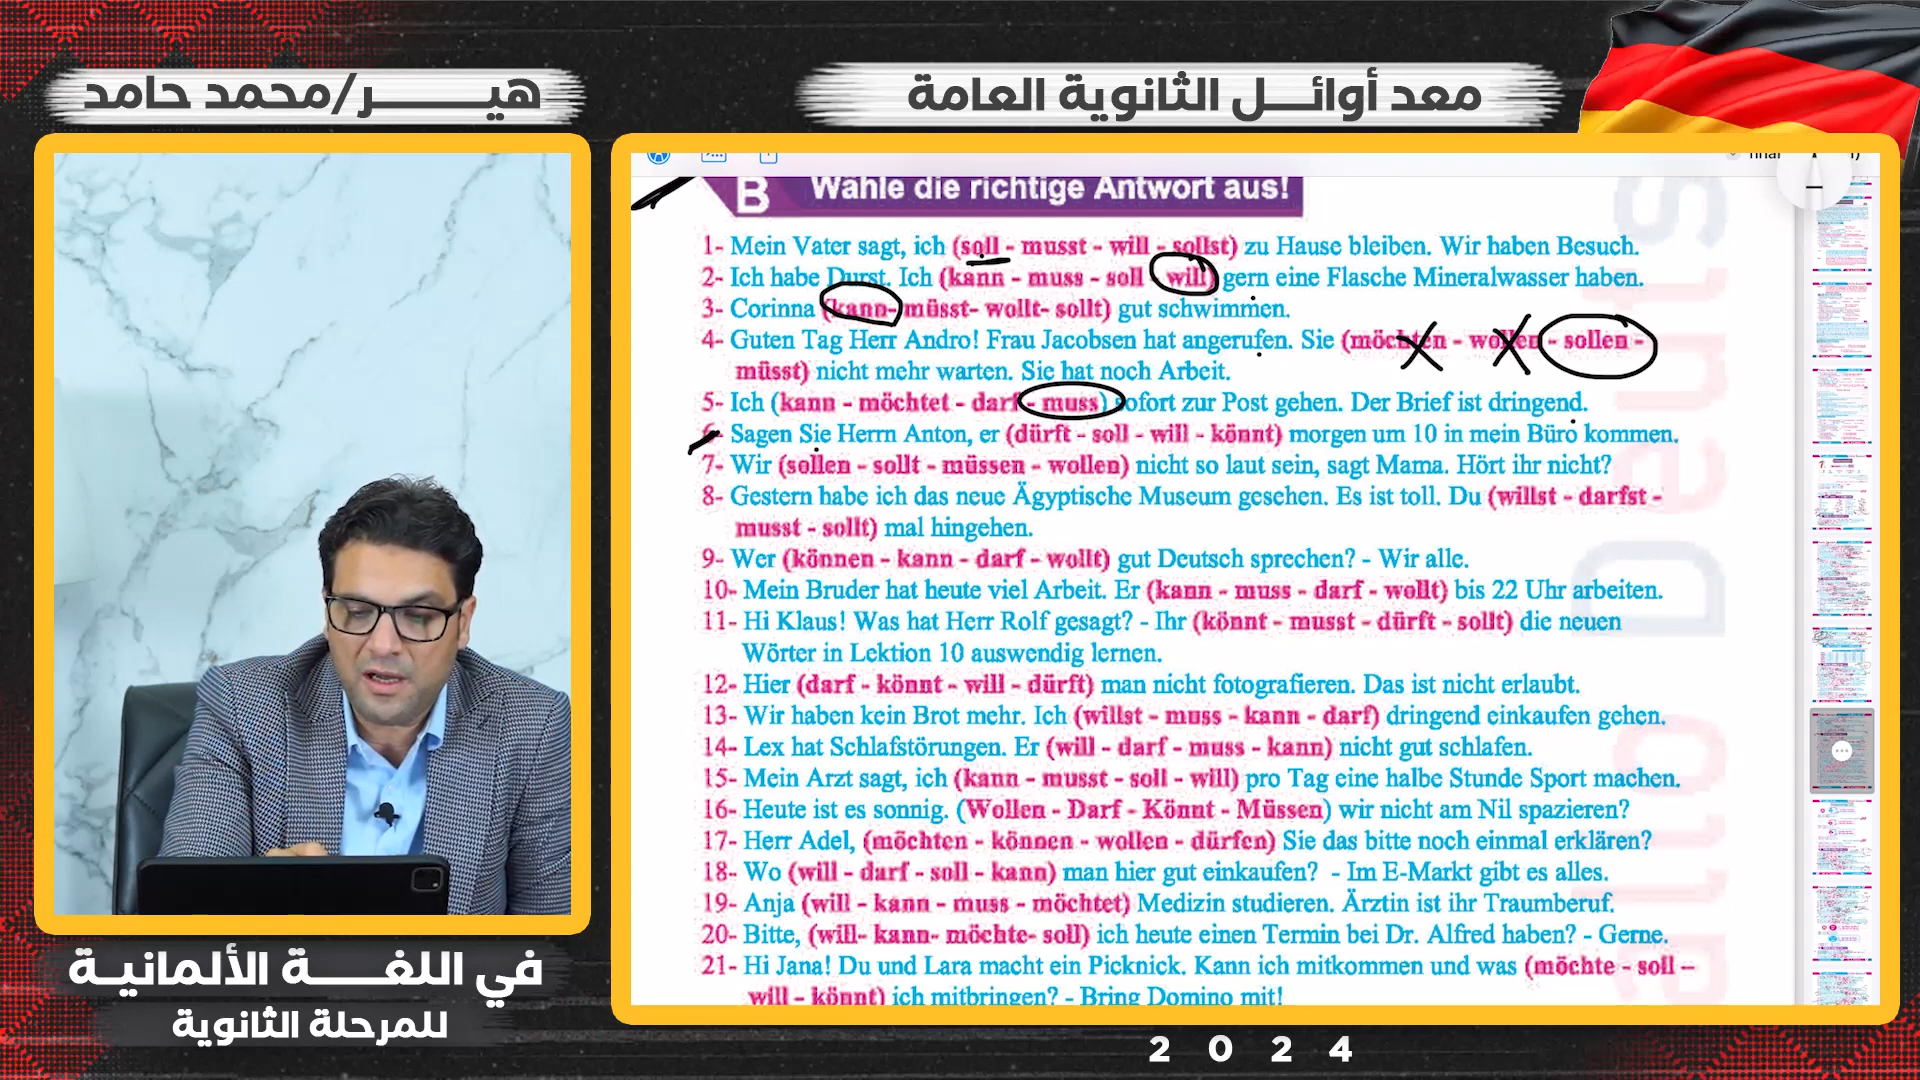 هيـــر/محمد حامد
معد أوائـل الثانوية العامة
B Wähle die richtige Antwort aus!
1- Mein Vater sagt, ich (soll - musst - will - sollst) zu Hause bleiben. Wir haben Besuch.
2- Ich habe Durst. Ich (kann - muss - soll - will) gern eine Flasche Mineralwasser haben.
3- Corinna (kann- müsst- wollt- sollt) gut schwimmen.
4- Guten Tag Herr Andro! Frau Jacobsen hat angerufen. Sie (möchten - wollen - sollen -
müsst) nicht mehr warten. Sie hat noch Arbeit.
5- Ich (kann - möchtet - darf - muss) sofort zur Post gehen. Der Brief ist dringend.
6- Sagen Sie Herrn Anton, er (dürft - soll - will - könnt) morgen um 10 in mein Büro kommen.
7- Wir (sollen - sollt - müssen - wollen) nicht so laut sein, sagt Mama. Hört ihr nicht?
8- Gestern habe ich das neue Ägyptische Museum gesehen. Es ist toll. Du (willst - darfst -
musst - sollt) mal hingehen.
9- Wer (können - kann - darf - wollt) gut Deutsch sprechen? - Wir alle.
10- Mein Bruder hat heute viel Arbeit. Er (kann - muss - darf - wollt) bis 22 Uhr arbeiten.
11- Hi Klaus! Was hat Herr Rolf gesagt? - Ihr (könnt - musst - dürft - sollt) die neuen
Wörter in Lektion 10 auswendig lernen.
12- Hier (darf - könnt - will - dürft) man nicht fotografieren. Das ist nicht erlaubt.
13- Wir haben kein Brot mehr. Ich (willst - muss - kann - darf) dringend einkaufen gehen.
14- Lex hat Schlafstörungen. Er (will - darf - muss - kann) nicht gut schlafen.
15- Mein Arzt sagt, ich (kann - musst - soll - will) pro Tag eine halbe Stunde Sport machen.
16- Heute ist es sonnig. (Wollen - Darf - Könnt - Müssen) wir nicht am Nil spazieren?
17- Herr Adel, (möchten - können - wollen - dürfen) Sie das bitte noch einmal erklären?
18- Wo (will - darf - soll - kann) man hier gut einkaufen? - Im E-Markt gibt es alles.
19- Anja (will - kann - muss - möchtet) Medizin studieren. Ärztin ist ihr Traumberuf.
20- Bitte, (will- kann- möchte- soll) ich heute einen Termin bei Dr. Alfred haben? - Gerne.
21- Hi Jana! Du und Lara macht ein Picknick. Kann ich mitkommen und was (möchte - soll –
will - könnt) ich mitbringen? - Bring Domino mit!
في اللغـــة الألمانيـة
للمرحلة الثانوية
2024